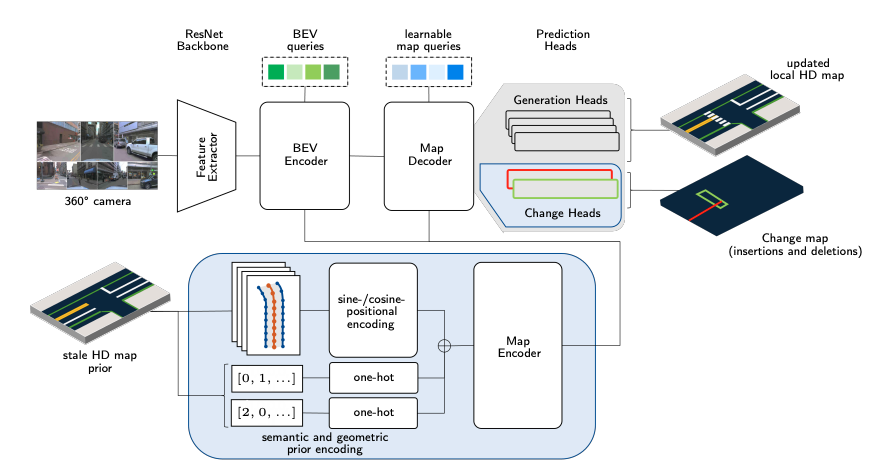 ResNet
Backbone
BEV
queries
learnable
map queries
Prediction
Heads
updated
local HD map
Generation Heads
Feature
Extractor
BEV
Encoder
Map
Decoder
360° camera
Change Heads
Change map
(insertions and deletions)
stale HD map
prior
sine-/cosine-
positional
encoding
Map
Encoder
[0, 1, ...]
one-hot
[2, 0, ...]
one-hot
semantic and geometric
prior encoding